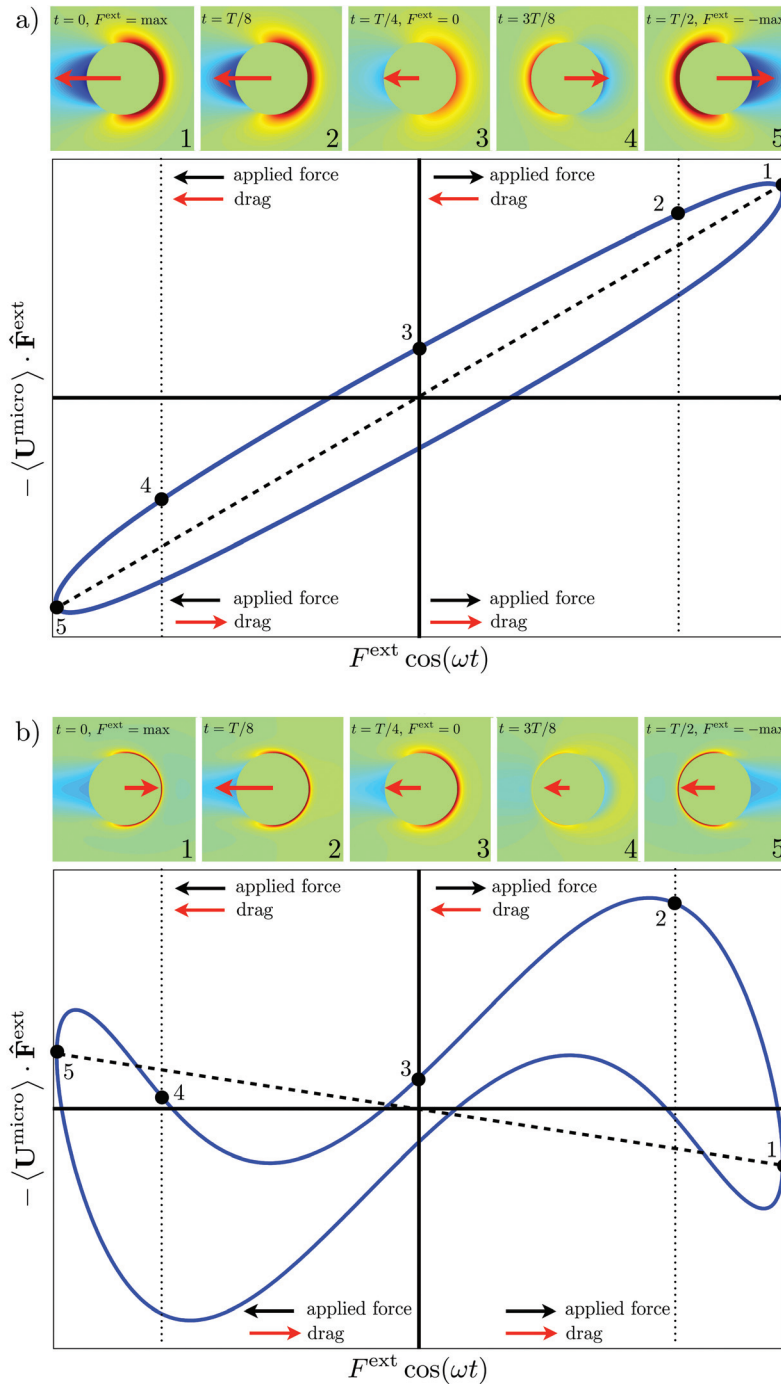 a)
t = 0, F^ext = max
t = T/8
t = T/4, F^ext = 0
t = 3T/8
t = T/2, F^ext = −max
1
2
3
4
5
applied force
drag
applied force
drag
1
2
3
4
5
applied force
drag
applied force
drag
−⟨U^micro⟩ · F̂^ext
F^ext cos(ωt)
b)
t = 0, F^ext = max
t = T/8
t = T/4, F^ext = 0
t = 3T/8
t = T/2, F^ext = −max
1
2
3
4
5
applied force
drag
applied force
drag
2
3
5
4
1
applied force
drag
applied force
drag
−⟨U^micro⟩ · F̂^ext
F^ext cos(ωt)